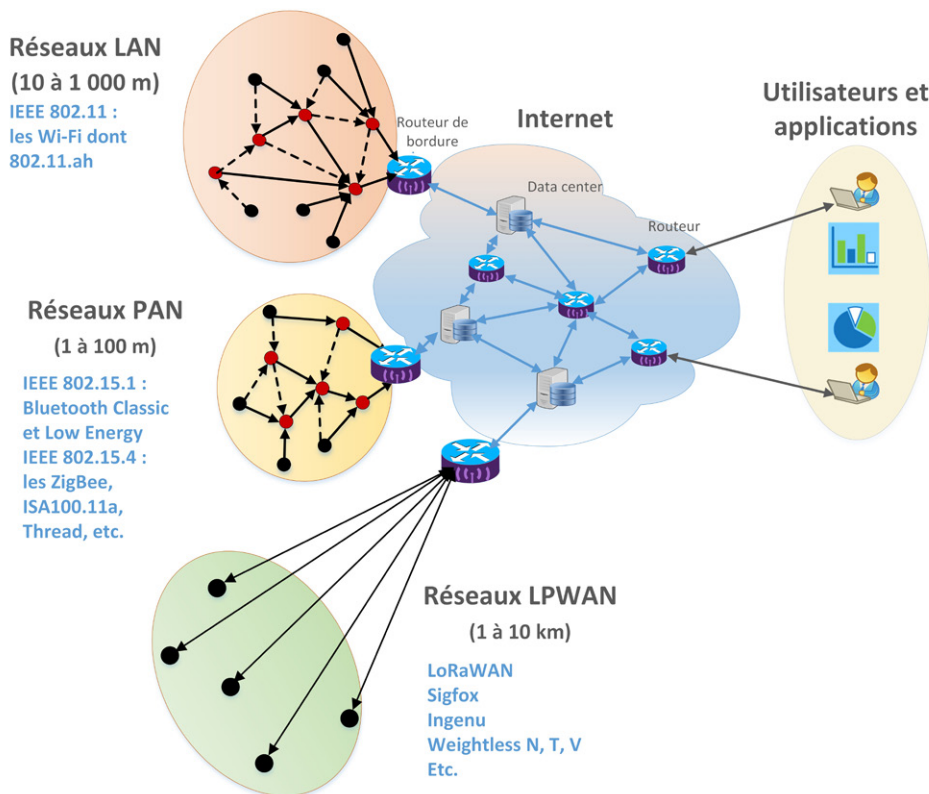 Réseaux LAN
(10 à 1 000 m)
IEEE 802.11 :
les Wi-Fi dont
802.11.ah
Routeur de
bordure
Internet
Data center
Routeur
Utilisateurs et
applications
Réseaux PAN
(1 à 100 m)
IEEE 802.15.1 :
Bluetooth Classic
et Low Energy
IEEE 802.15.4 :
les ZigBee,
ISA100.11a,
Thread, etc.
Réseaux LPWAN
(1 à 10 km)
LoRaWAN
Sigfox
Ingenu
Weightless N, T, V
Etc.